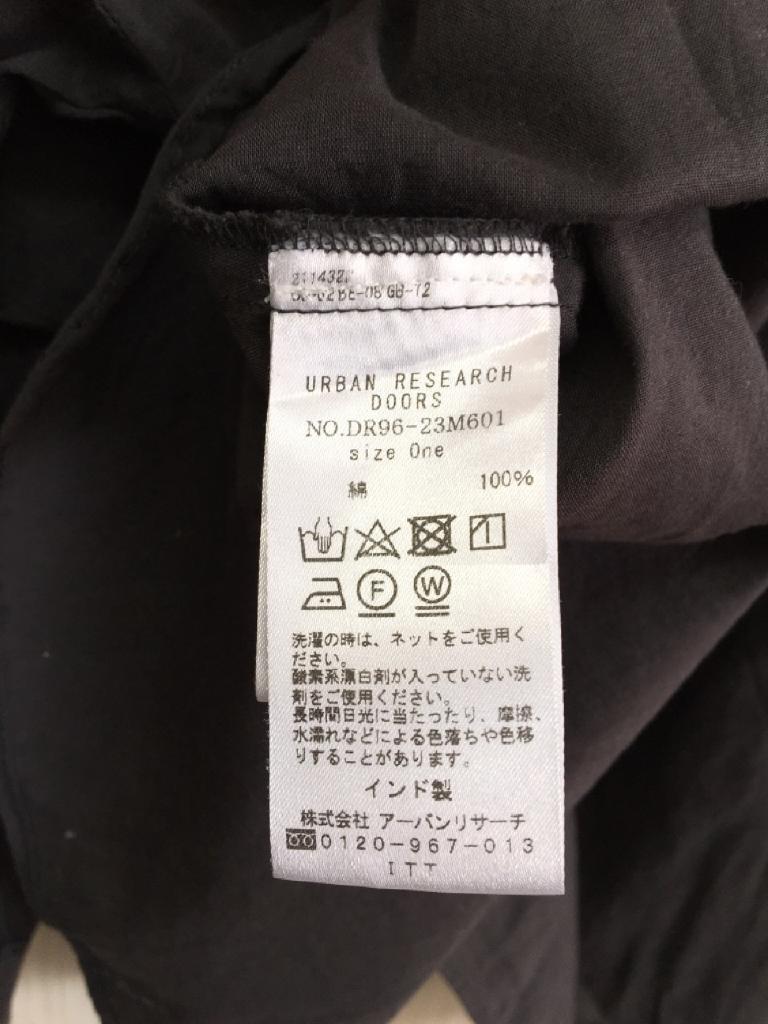 URBAN RESEARCH
DOORS
NO.DR96-23M601
size One
綿 100%
F W
洗濯の時は、ネットをご使用く
ださい。
酸素系漂白剤が入っていない洗
剤をご使用ください。
長時間日光に当たったり、摩擦、
水濡れなどによる色落ちや色移
りすることがあります。
インド製
株式会社 アーバンリサーチ
0120-967-013
ITT